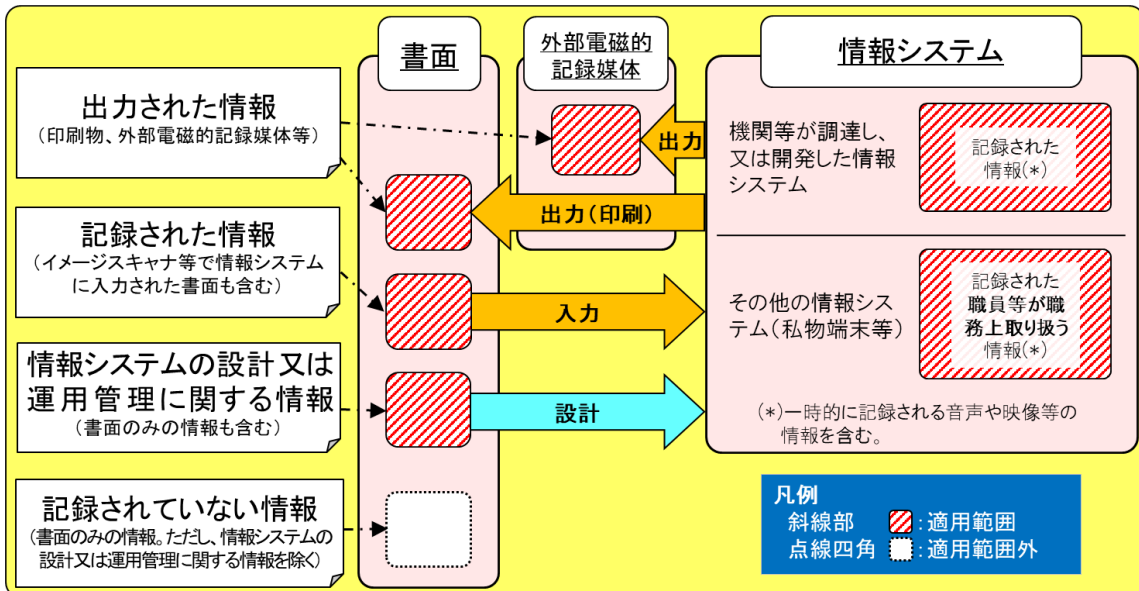 書面
外部電磁的
記録媒体
情報システム
出力された情報
(印刷物、外部電磁的記録媒体等)
記録された情報
(イメージスキャナ等で情報システム
に入力された書面も含む)
情報システムの設計又は
運用管理に関する情報
(書面のみの情報も含む)
記録されていない情報
(書面のみの情報。ただし、情報システムの
設計又は運用管理に関する情報を除く)
出力
出力(印刷)
入力
設計
機関等が調達し、
又は開発した情報
システム
記録された
情報(*)
その他の情報シス
テム(私物端末等)
記録された
職員等が職
務上取り扱う
情報(*)
(*)一時的に記録される音声や映像等の
情報を含む。
凡例
斜線部 :適用範囲
点線四角 :適用範囲外